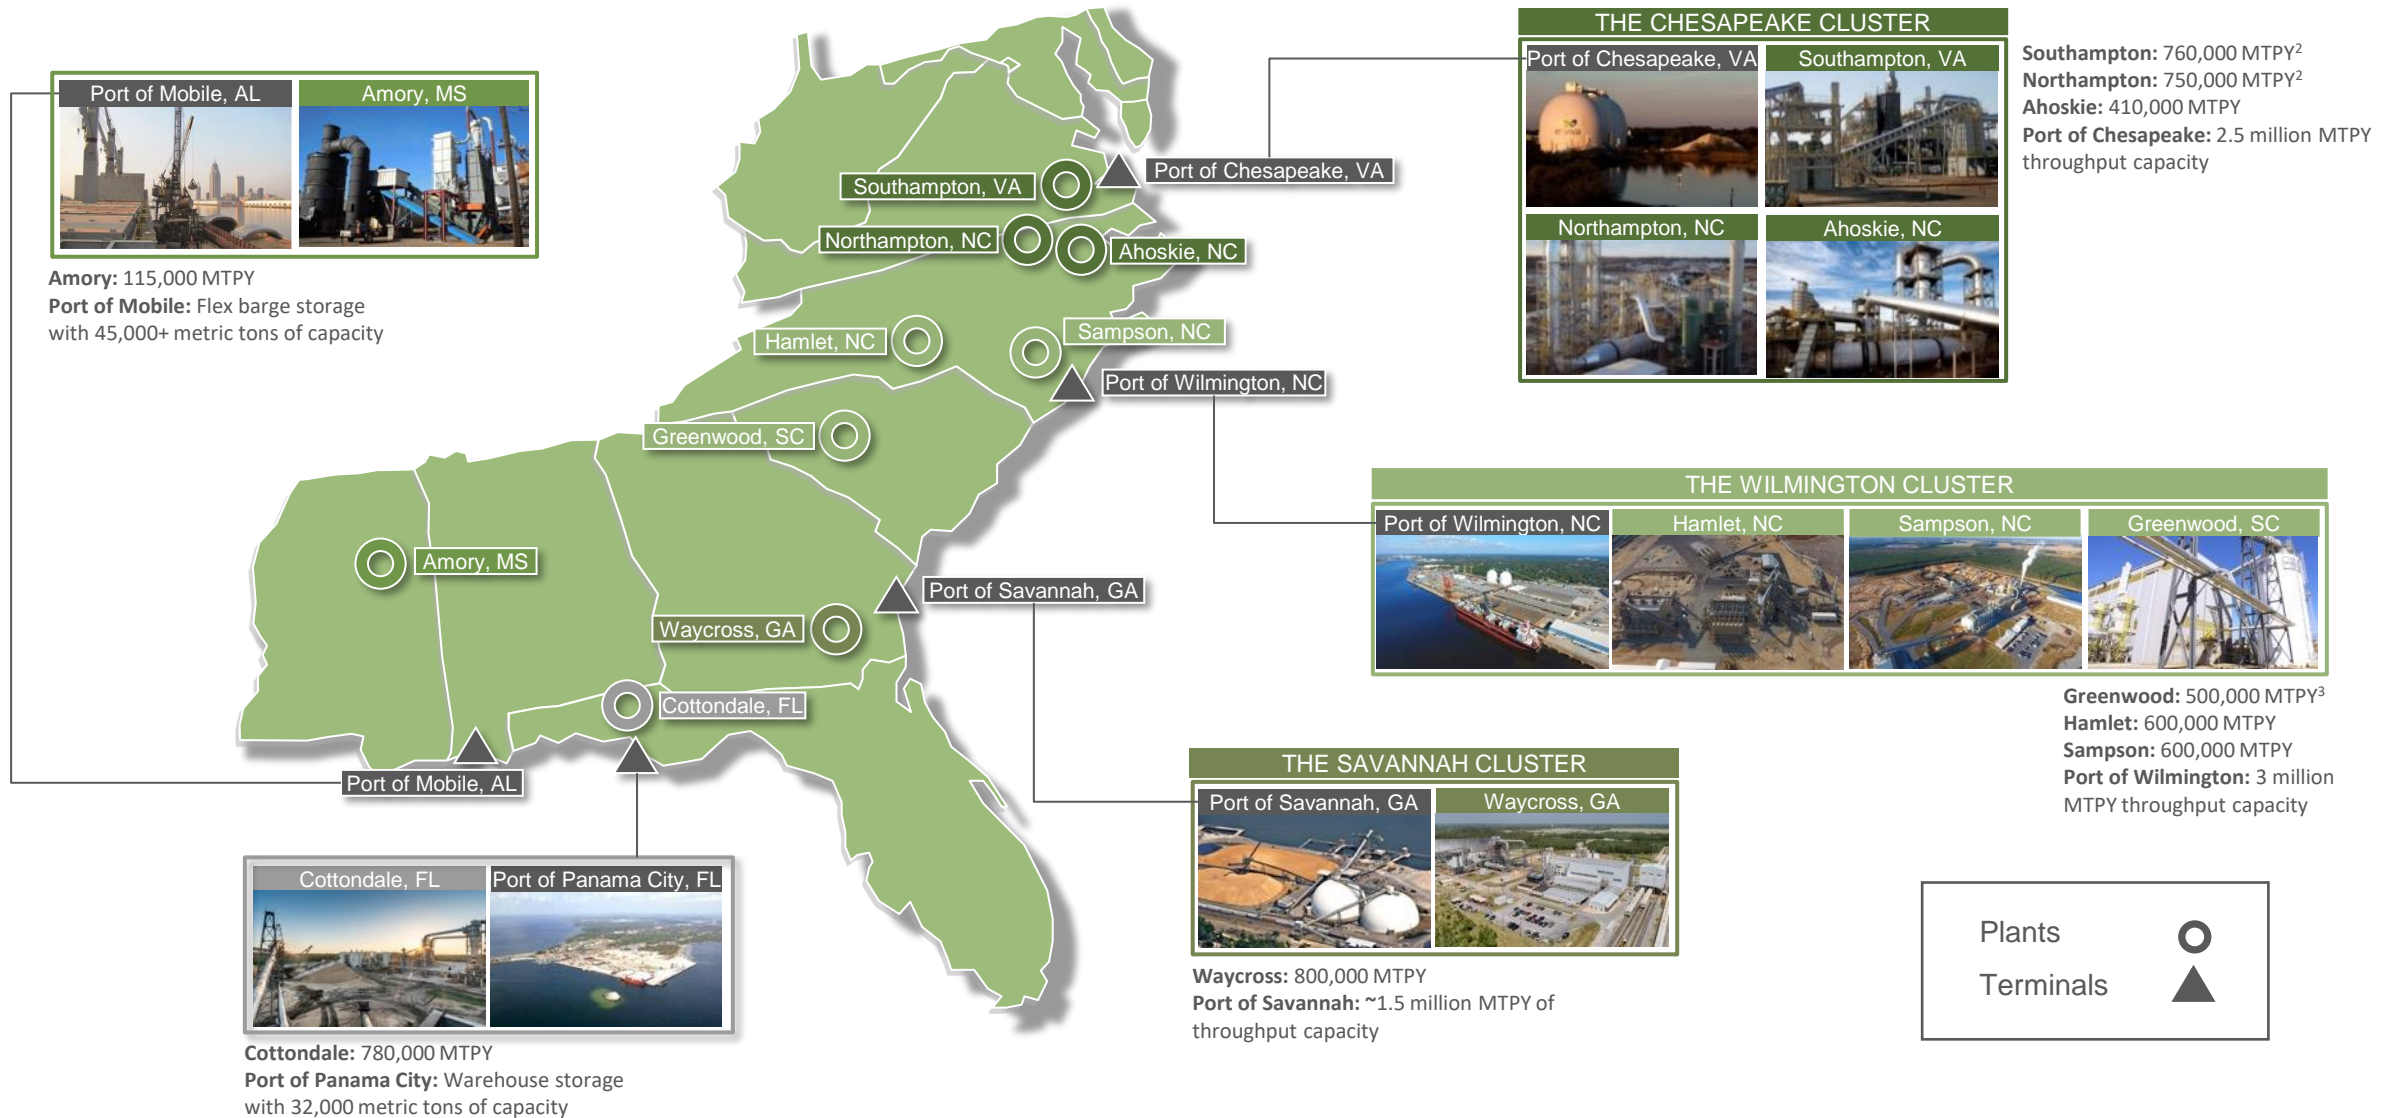 THE CHESAPEAKE CLUSTER
Port of Chesapeake, VA
Southampton, VA
Northampton, NC
Ahoskie, NC
Southampton: 760,000 MTPY²
Northampton: 750,000 MTPY²
Ahoskie: 410,000 MTPY
Port of Chesapeake: 2.5 million MTPY
throughput capacity
Port of Mobile, AL
Amory, MS
Amory: 115,000 MTPY
Port of Mobile: Flex barge storage
with 45,000+ metric tons of capacity
Southampton, VA
Port of Chesapeake, VA
Northampton, NC
Ahoskie, NC
Hamlet, NC
Sampson, NC
Port of Wilmington, NC
Greenwood, SC
Amory, MS
Port of Savannah, GA
Waycross, GA
Cottondale, FL
Port of Mobile, AL
THE WILMINGTON CLUSTER
Port of Wilmington, NC
Hamlet, NC
Sampson, NC
Greenwood, SC
Greenwood: 500,000 MTPY³
Hamlet: 600,000 MTPY
Sampson: 600,000 MTPY
Port of Wilmington: 3 million
MTPY throughput capacity
THE SAVANNAH CLUSTER
Port of Savannah, GA
Waycross, GA
Waycross: 800,000 MTPY
Port of Savannah: ~1.5 million MTPY of
throughput capacity
Cottondale, FL
Port of Panama City, FL
Cottondale: 780,000 MTPY
Port of Panama City: Warehouse storage
with 32,000 metric tons of capacity
Plants
Terminals